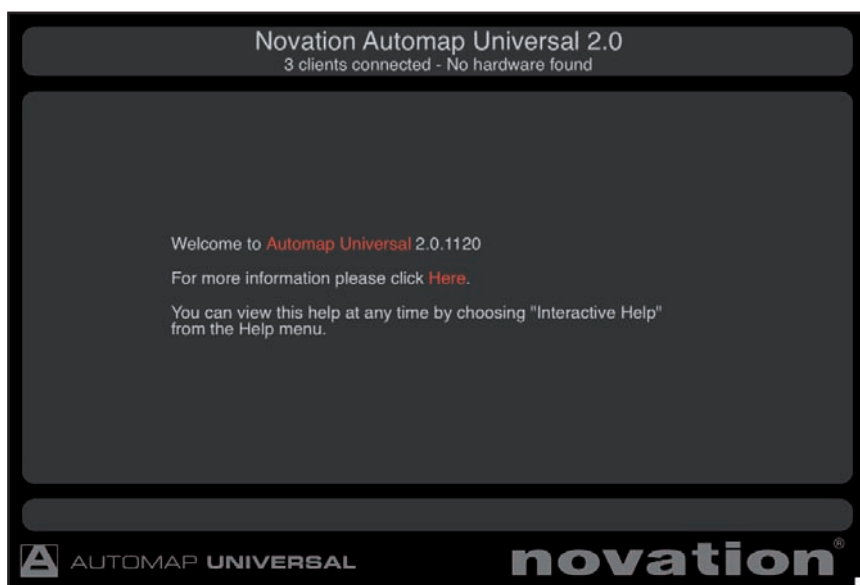 Novation Automap Universal 2.0
3 clients connected - No hardware found
Welcome to Automap Universal 2.0.1120
For more information please click Here.
You can view this help at any time by choosing "Interactive Help"
from the Help menu.
AUTOMAP UNIVERSAL
novation®